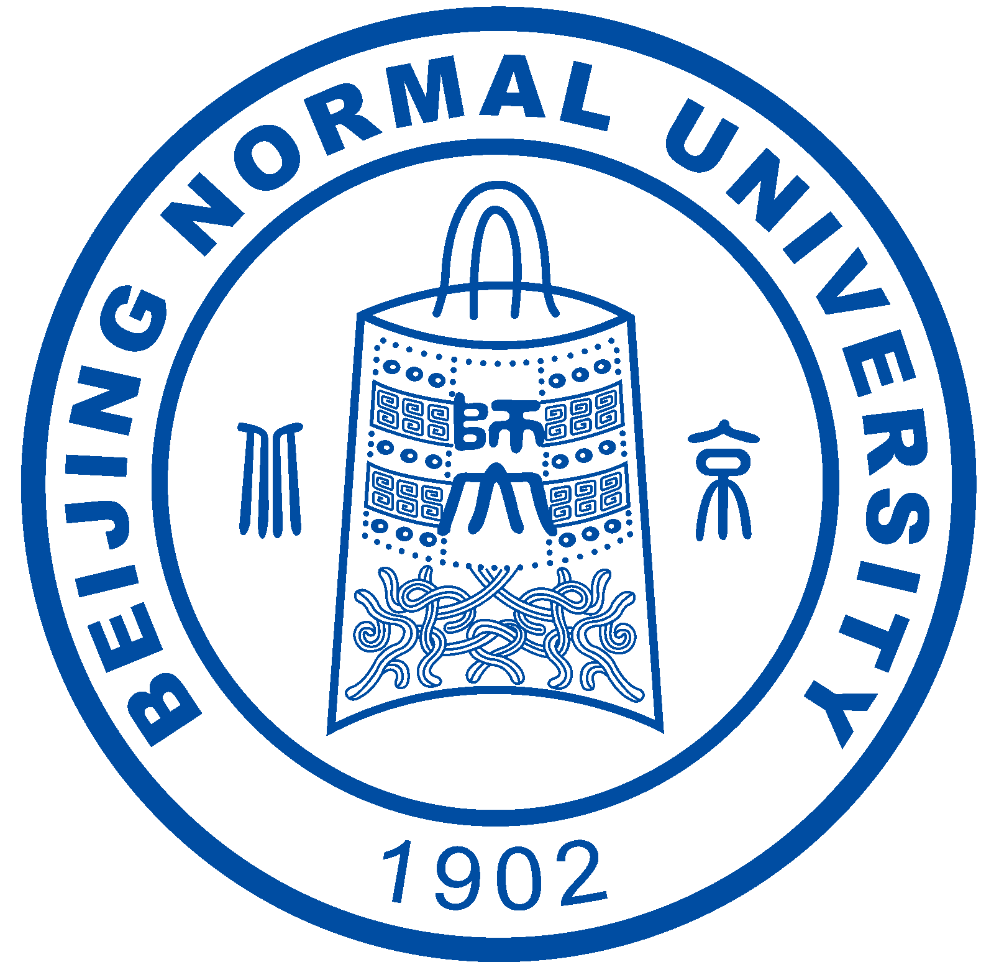 BEIJING NORMAL UNIVERSITY
北 京
師
大
1902